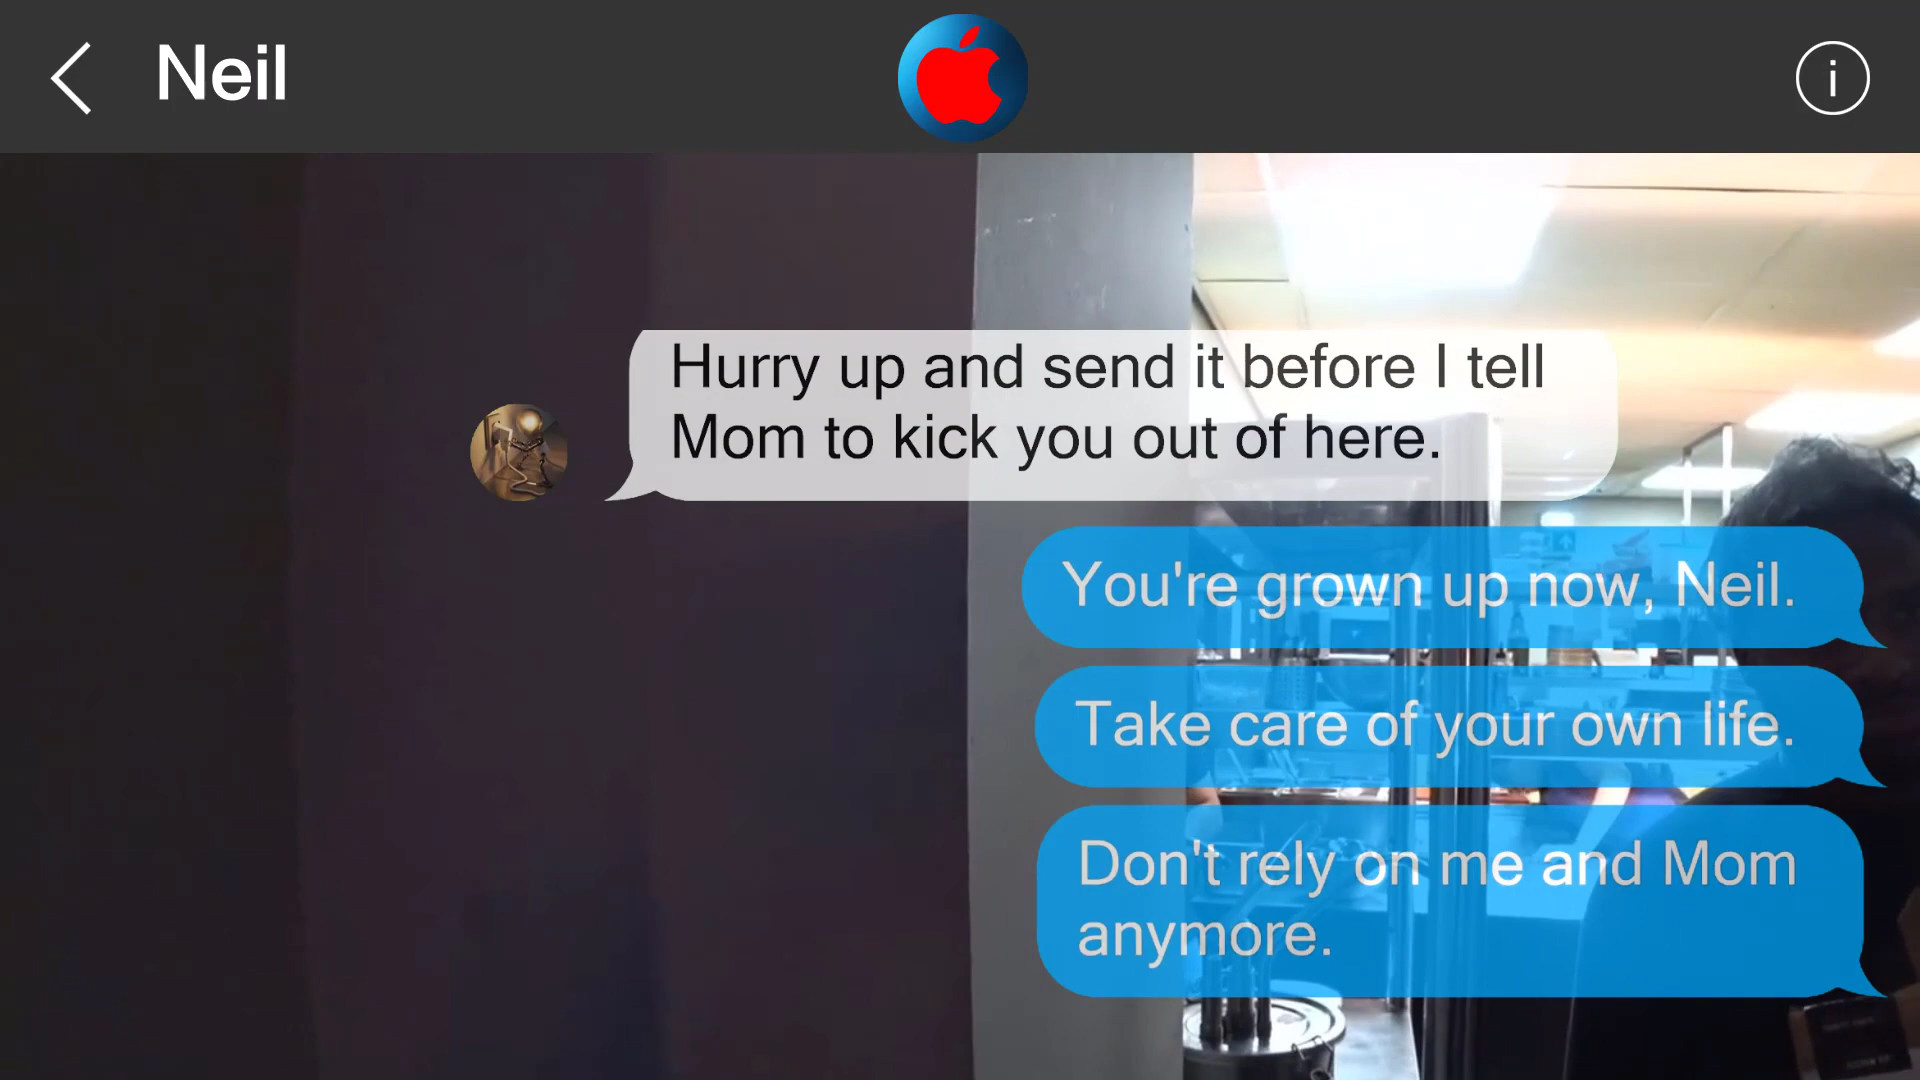 Neil
Hurry up and send it before I tell
Mom to kick you out of here.
You're grown up now, Neil.
Take care of your own life.
Don't rely on me and Mom
anymore.